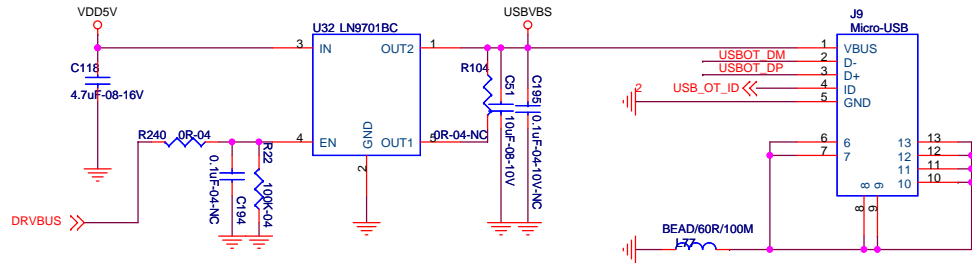 VDD5V
U32 LN9701BC
USBVBS
J9
Micro-USB
3
IN
OUT2
1
1
VBUS
USBOT_DM
2
D-
USBOT_DP
3
D+
USB_OT_ID
4
ID
2
5
GND
C118
4.7uF-08-16V
R104
C51
10uF-08-10V
C195
0.1uF-04-10V-NC
R240
0R-04
4
EN
GND
OUT1
5
0R-04-NC
2
R22
100K-04
0.1uF-04-NC
C194
DRVBUS
6
6
7
7
13
13
12
12
11
11
10
10
8
9
8
9
BEAD/60R/100M
L77